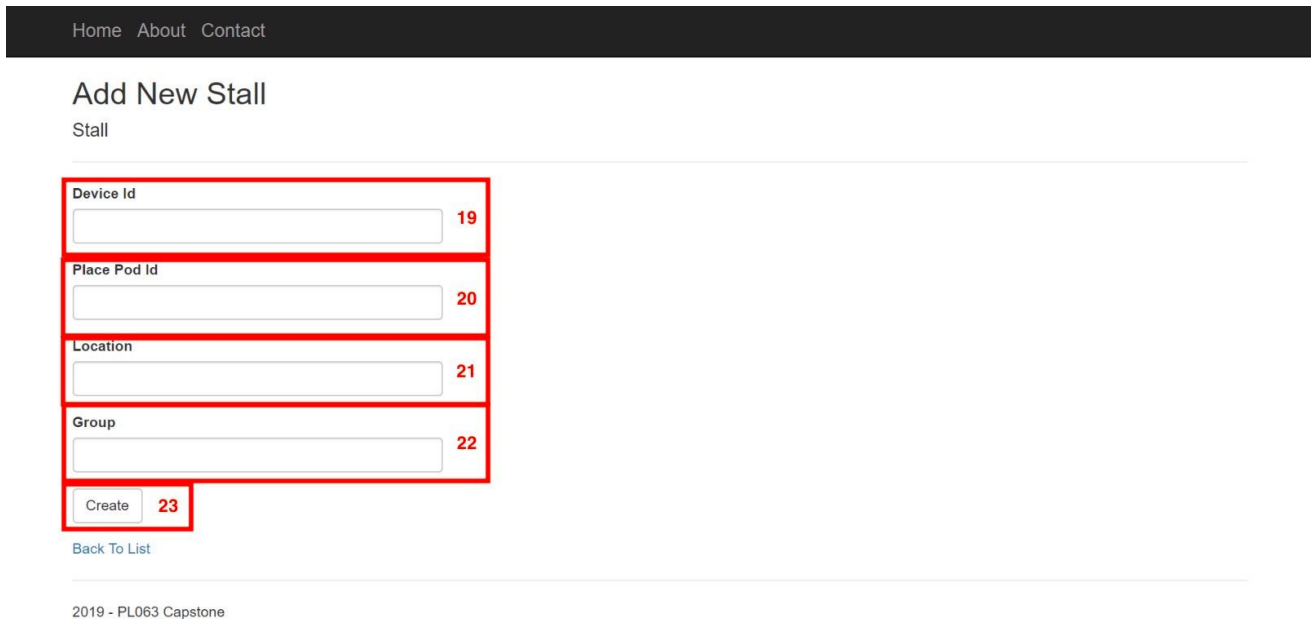 Home About Contact
Add New Stall
Stall
Device Id
19
Place Pod Id
20
Location
21
Group
22
Create 23
Back To List
2019 - PL063 Capstone